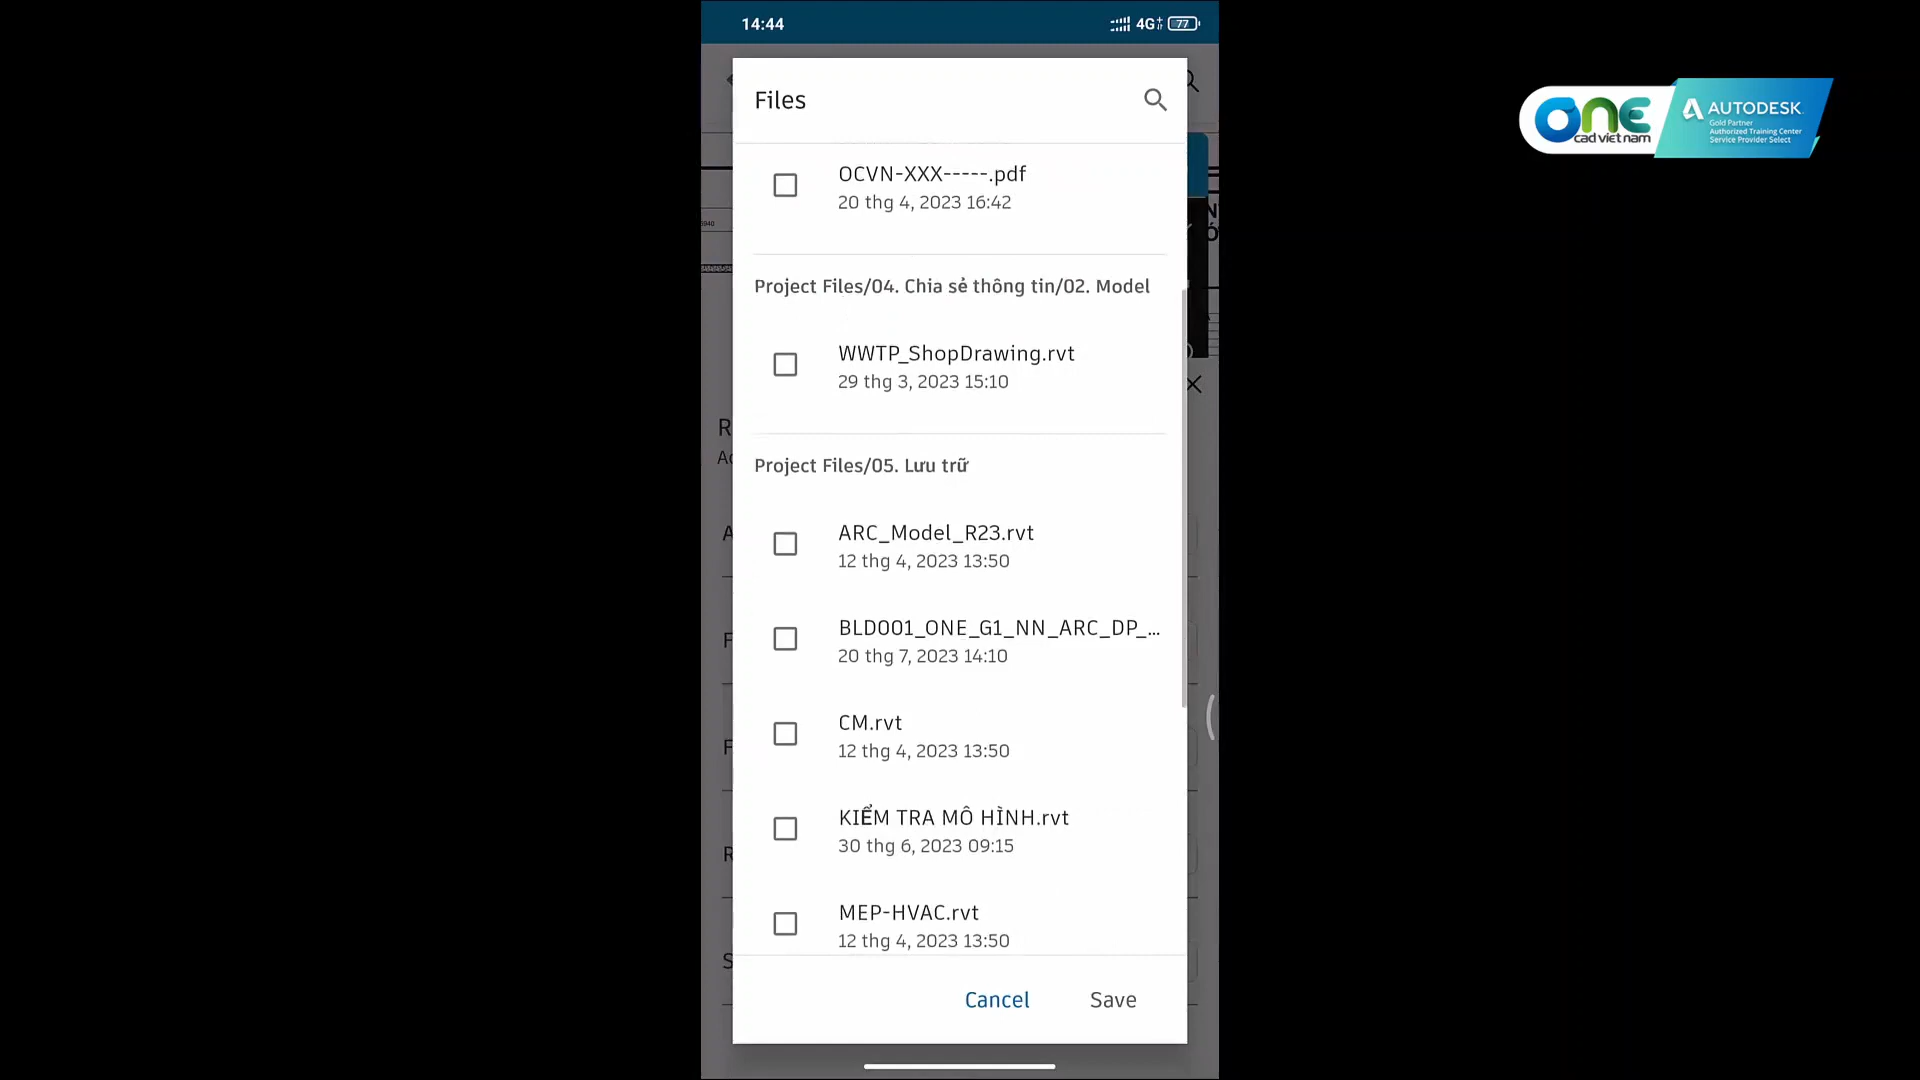 14:44
4G
77
Files
OCVN-XXX-----.pdf
20 thg 4, 2023 16:42
Project Files/04. Chia sẻ thông tin/02. Model
WWTP_ShopDrawing.rvt
29 thg 3, 2023 15:10
Project Files/05. Lưu trữ
ARC_Model_R23.rvt
12 thg 4, 2023 13:50
BLD001_ONE_G1_NN_ARC_DP_...
20 thg 7, 2023 14:10
CM.rvt
12 thg 4, 2023 13:50
KIỂM TRA MÔ HÌNH.rvt
30 thg 6, 2023 09:15
MEP-HVAC.rvt
12 thg 4, 2023 13:50
Cancel Save
one
cad viet nam
AUTODESK
Gold Partner
Authorized Training Center
Service Provider Select